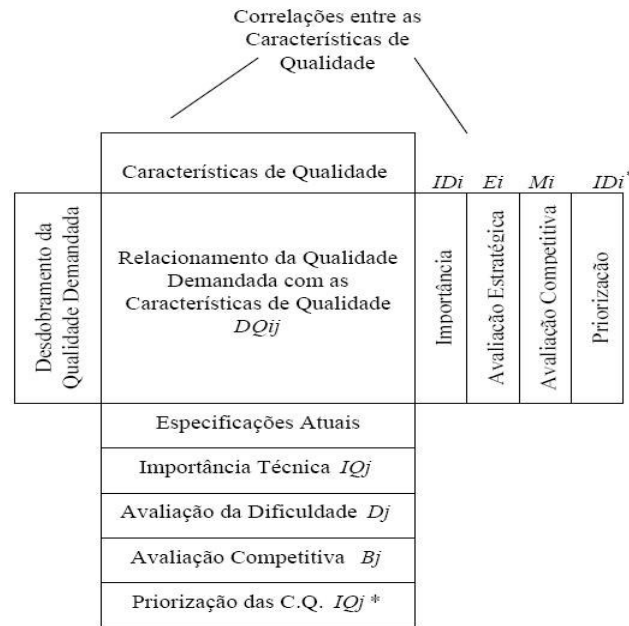 Correlações entre as
Características de
Qualidade
Características de Qualidade
IDi Ei Mi IDi*
Desdobramento da
Qualidade Demandada
Relacionamento da Qualidade
Demandada com as
Características de Qualidade
DQij
Importância
Avaliação Estratégica
Avaliação Competitiva
Priorização
Especificações Atuais
Importância Técnica IQj
Avaliação da Dificuldade Dj
Avaliação Competitiva Bj
Priorização das C.Q. IQj *